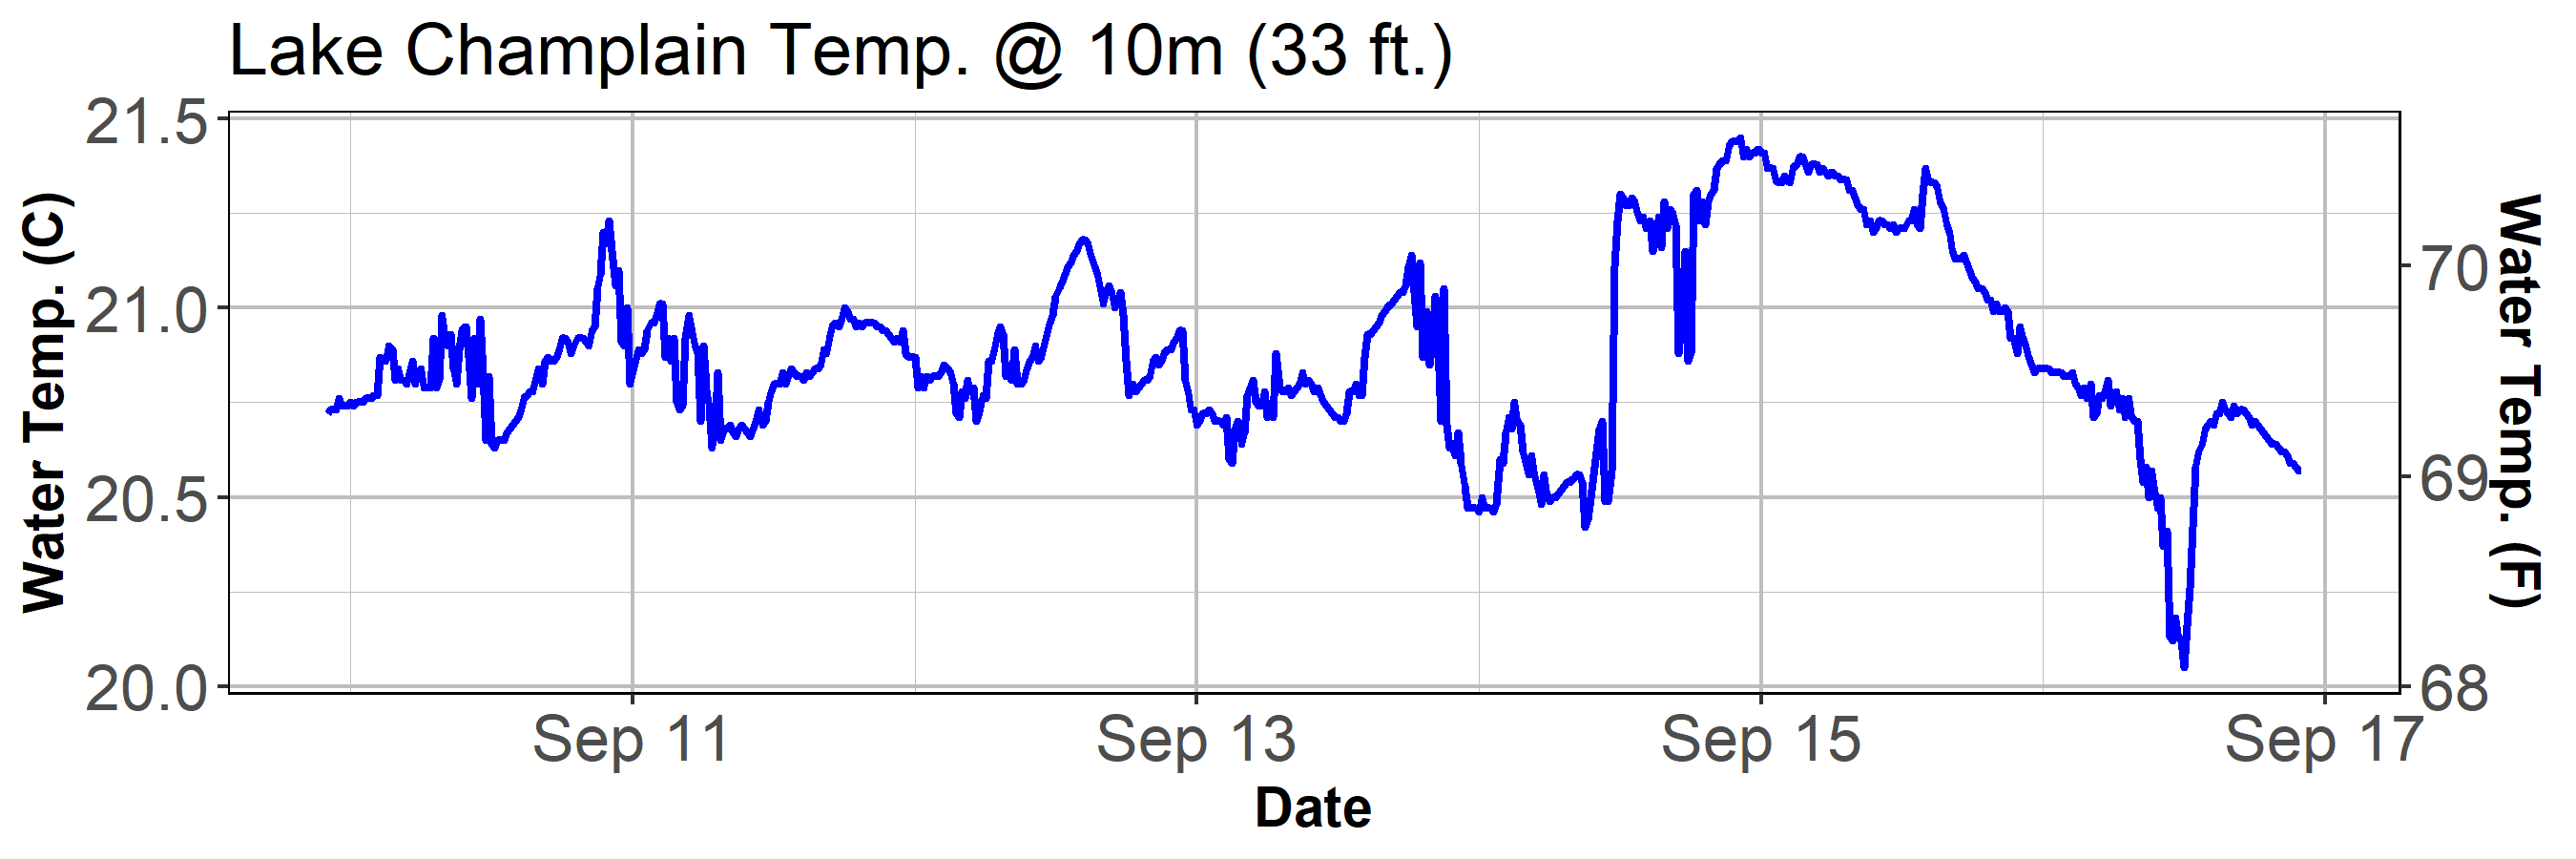 Lake Champlain Temp. @ 10m (33 ft.)
21.5
21.0
20.5
20.0
Water Temp. (C)
70
69
68
Water Temp. (F)
Sep 11
Sep 13
Sep 15
Sep 17
Date